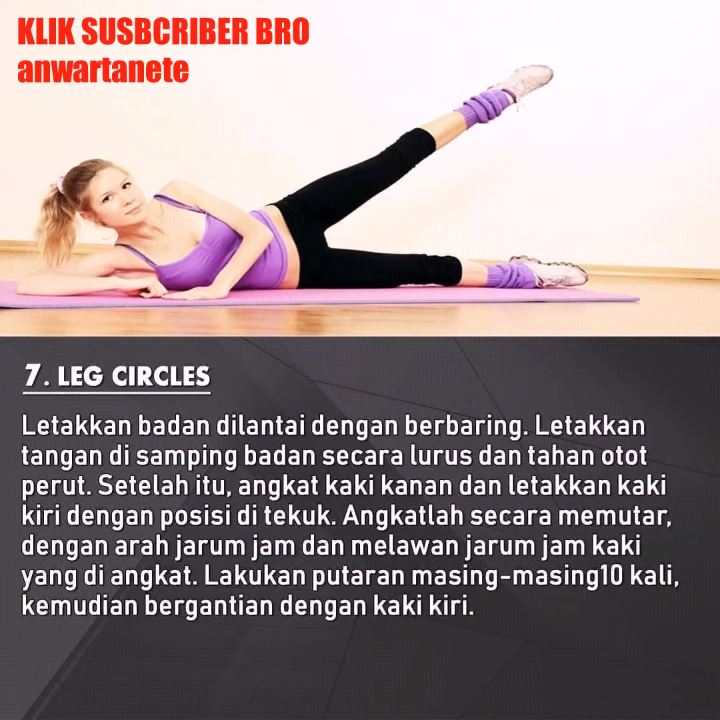 KLIK SUSBCRIBER BRO
anwartanete
7. LEG CIRCLES
Letakkan badan dilantai dengan berbaring. Letakkan
tangan di samping badan secara lurus dan tahan otot
perut. Setelah itu, angkat kaki kanan dan letakkan kaki
kiri dengan posisi di tekuk. Angkatlah secara memutar,
dengan arah jarum jam dan melawan jarum jam kaki
yang di angkat. Lakukan putaran masing-masing10 kali,
kemudian bergantian dengan kaki kiri.